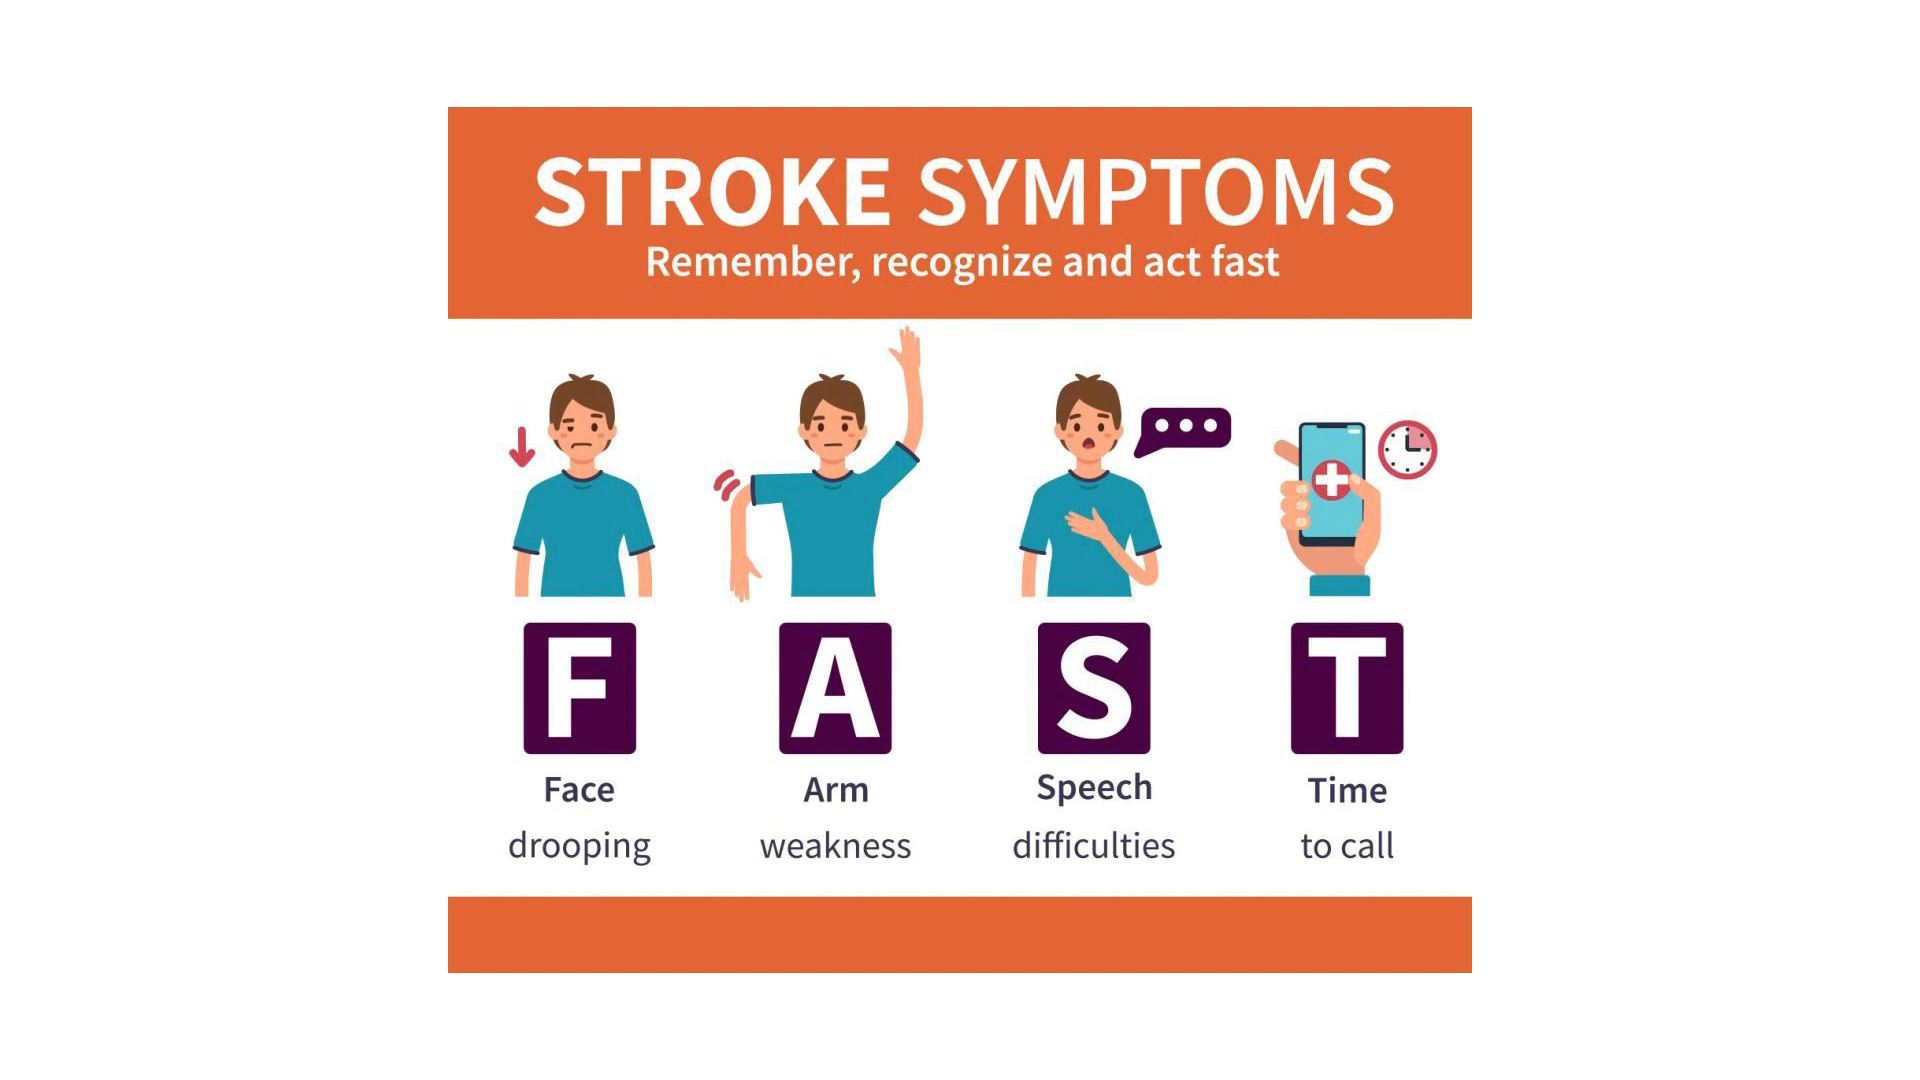 STROKE SYMPTOMS
Remember, recognize and act fast
F A S T
Face Arm Speech Time
drooping weakness difficulties to call